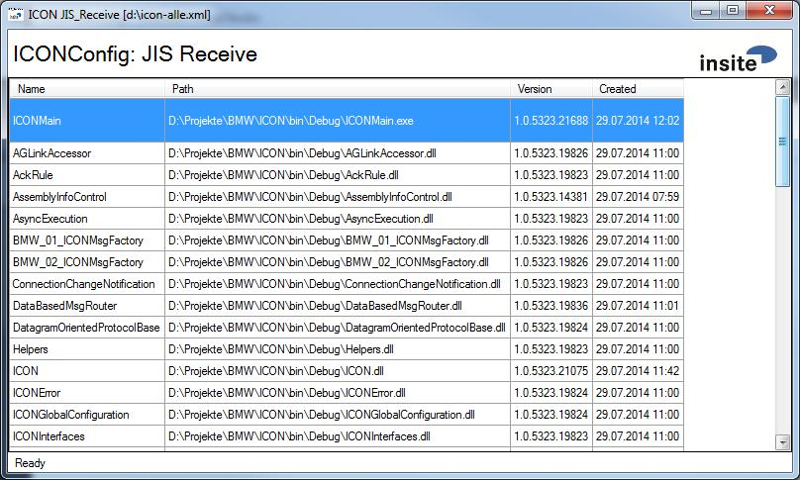 ICON JIS_Receive [d:\icon-alle.xml]
ICONConfig: JIS Receive
insite
Name Path Version Created
ICONMain D:\Projekte\BMW\ICON\bin\Debug\ICONMain.exe 1.0.5323.21688 29.07.2014 12:02
AGLinkAccessor D:\Projekte\BMW\ICON\bin\Debug\AGLinkAccessor.dll 1.0.5323.19826 29.07.2014 11:00
AckRule D:\Projekte\BMW\ICON\bin\Debug\AckRule.dll 1.0.5323.19823 29.07.2014 11:00
AssemblyInfoControl D:\Projekte\BMW\ICON\bin\Debug\AssemblyInfoControl.dll 1.0.5323.14381 29.07.2014 07:59
AsyncExecution D:\Projekte\BMW\ICON\bin\Debug\AsyncExecution.dll 1.0.5323.19823 29.07.2014 11:00
BMW_01_ICONMsgFactory D:\Projekte\BMW\ICON\bin\Debug\BMW_01_ICONMsgFactory.dll 1.0.5323.19826 29.07.2014 11:00
BMW_02_ICONMsgFactory D:\Projekte\BMW\ICON\bin\Debug\BMW_02_ICONMsgFactory.dll 1.0.5323.19826 29.07.2014 11:00
ConnectionChangeNotification D:\Projekte\BMW\ICON\bin\Debug\ConnectionChangeNotification.dll 1.0.5323.19823 29.07.2014 11:00
DataBasedMsgRouter D:\Projekte\BMW\ICON\bin\Debug\DataBasedMsgRouter.dll 1.0.5323.19836 29.07.2014 11:01
DatagramOrientedProtocolBase D:\Projekte\BMW\ICON\bin\Debug\DatagramOrientedProtocolBase.dll 1.0.5323.19824 29.07.2014 11:00
Helpers D:\Projekte\BMW\ICON\bin\Debug\Helpers.dll 1.0.5323.19823 29.07.2014 11:00
ICON D:\Projekte\BMW\ICON\bin\Debug\ICON.dll 1.0.5323.21075 29.07.2014 11:42
ICONError D:\Projekte\BMW\ICON\bin\Debug\ICONError.dll 1.0.5323.19824 29.07.2014 11:00
ICONGlobalConfiguration D:\Projekte\BMW\ICON\bin\Debug\ICONGlobalConfiguration.dll 1.0.5323.19824 29.07.2014 11:00
ICONInterfaces D:\Projekte\BMW\ICON\bin\Debug\ICONInterfaces.dll 1.0.5323.19823 29.07.2014 11:00
Ready